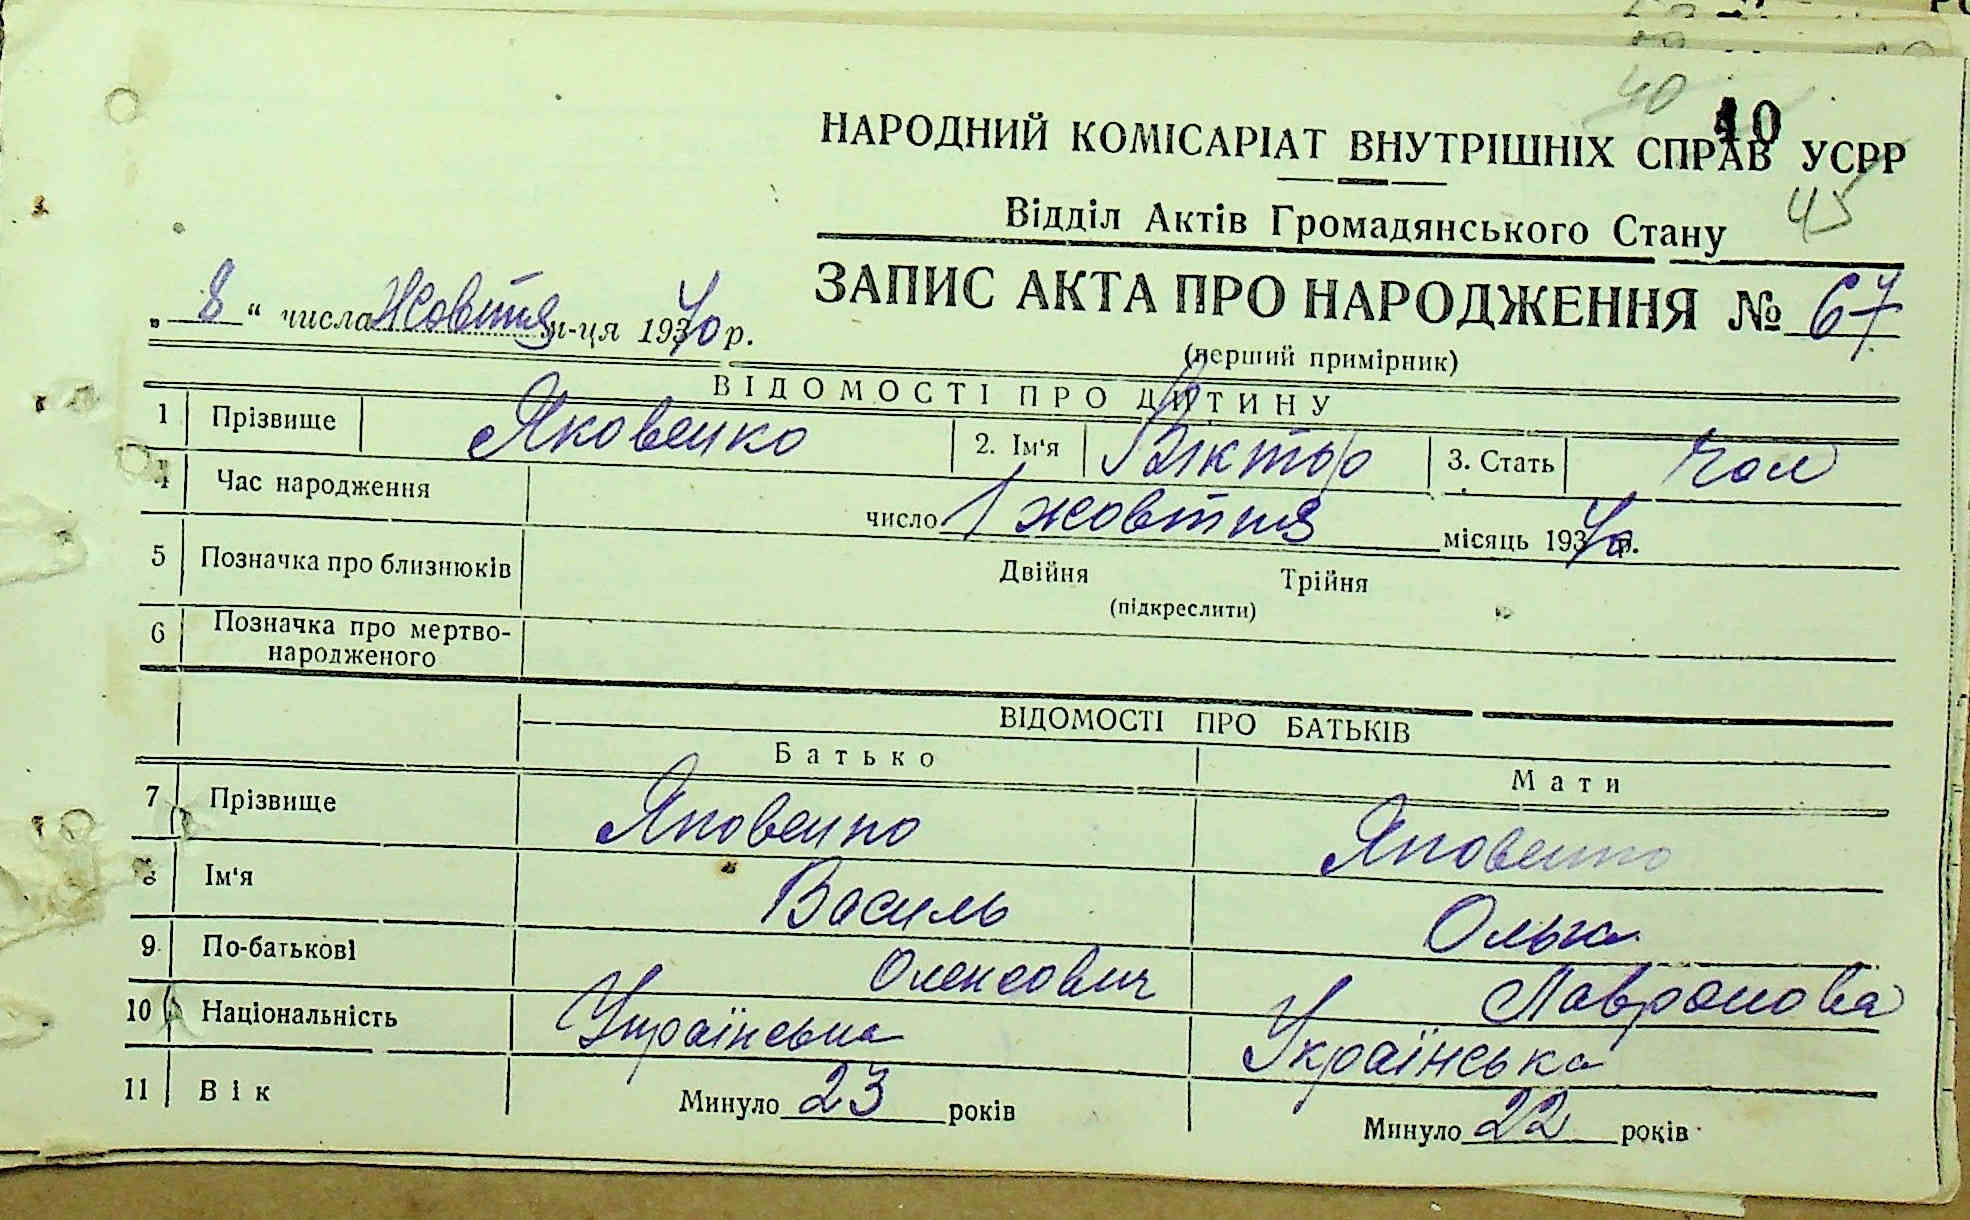 40 10
НАРОДНИЙ КОМІСАРІАТ ВНУТРІШНІХ СПРАВ УСРР
45
Відділ Актів Громадянського Стану
ЗАПИС АКТА ПРО НАРОДЖЕННЯ № 67
„ 8 “ числа Жовтня м-ця 1940 р.
(перший примірник)
ВІДОМОСТІ ПРО ДИТИНУ
1 Прізвище Яковенко 2. Ім'я Віктор 3. Стать чол
4 Час народження число 1 жовтня місяць 1940 р.
5 Позначка про близнюків Двійня Трійня
(підкреслити)
6 Позначка про мертво-
народженого
ВІДОМОСТІ ПРО БАТЬКІВ
Батько Мати
7 Прізвище Яковенко Яковенко
8 Ім'я Василь Ольга
9 По-батькові Олексович Лавронова
10 Національність Українська Українська
11 Вік Минуло 23 років Минуло 22 років